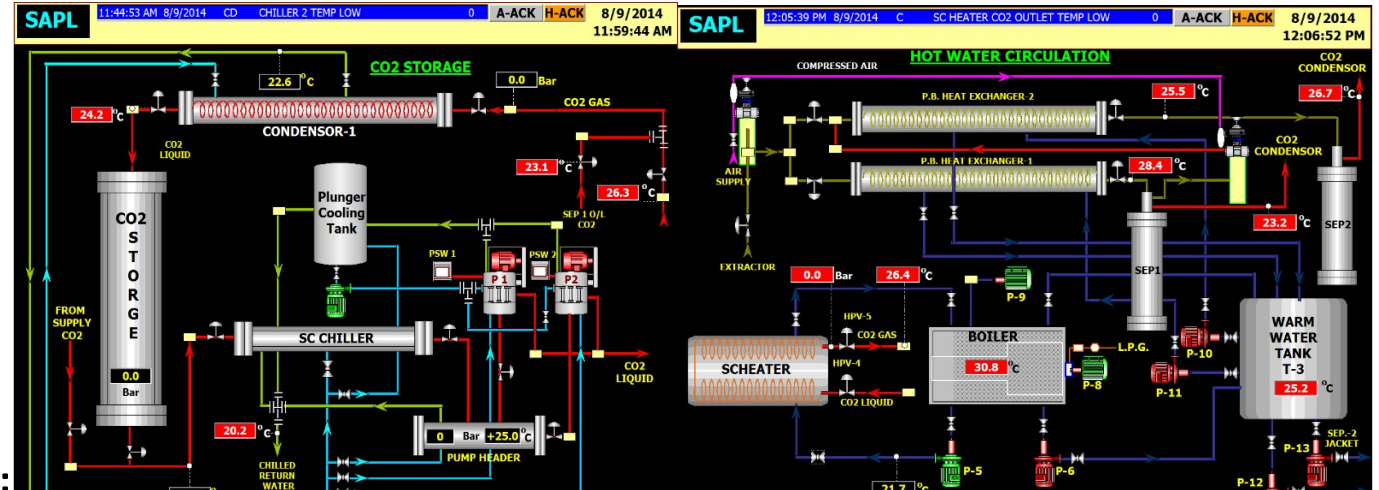 SAPL
11:44:53 AM 8/9/2014 CD CHILLER 2 TEMP LOW 0 A-ACK H-ACK 8/9/2014
11:59:44 AM
CO2 STORAGE
22.6 °C
0.0 Bar
24.2 °C
CO2 GAS
CONDENSOR-1
CO2
LIQUID
23.1 °C
26.3 °C
SEP 1 O/L
CO2
CO2
S
T
O
R
G
E
0.0
Bar
Plunger
Cooling
Tank
PSW 1
PSW 2
P 1
P2
FROM
SUPPLY
CO2
SC CHILLER
CO2
LIQUID
20.2 °C
0 Bar +25.0 °C
PUMP HEADER
CHILLED
RETURN
WATER
SAPL
12:05:39 PM 8/9/2014 C SC HEATER CO2 OUTLET TEMP LOW 0 A-ACK H-ACK 8/9/2014
12:06:52 PM
HOT WATER CIRCULATION
COMPRESSED AIR
CO2
CONDENSOR
P.B. HEAT EXCHANGER-2
25.5 °C
26.7 °C
CO2
CONDENSOR
P.B. HEAT EXCHANGER-1
28.4 °C
AIR
SUPPLY
23.2 °C
SEP2
EXTRACTOR
SEP1
0.0 Bar
26.4 °C
P-9
HPV-5
CO2 GAS
BOILER
WARM
WATER
TANK
T-3
25.2 °C
L.P.G.
P-10
SCHEATER
HPV-4
30.8 °C
P-8
P-11
CO2 LIQUID
P-13
SEP.-2
JACKET
P-5
P-6
P-12
21.7 °C